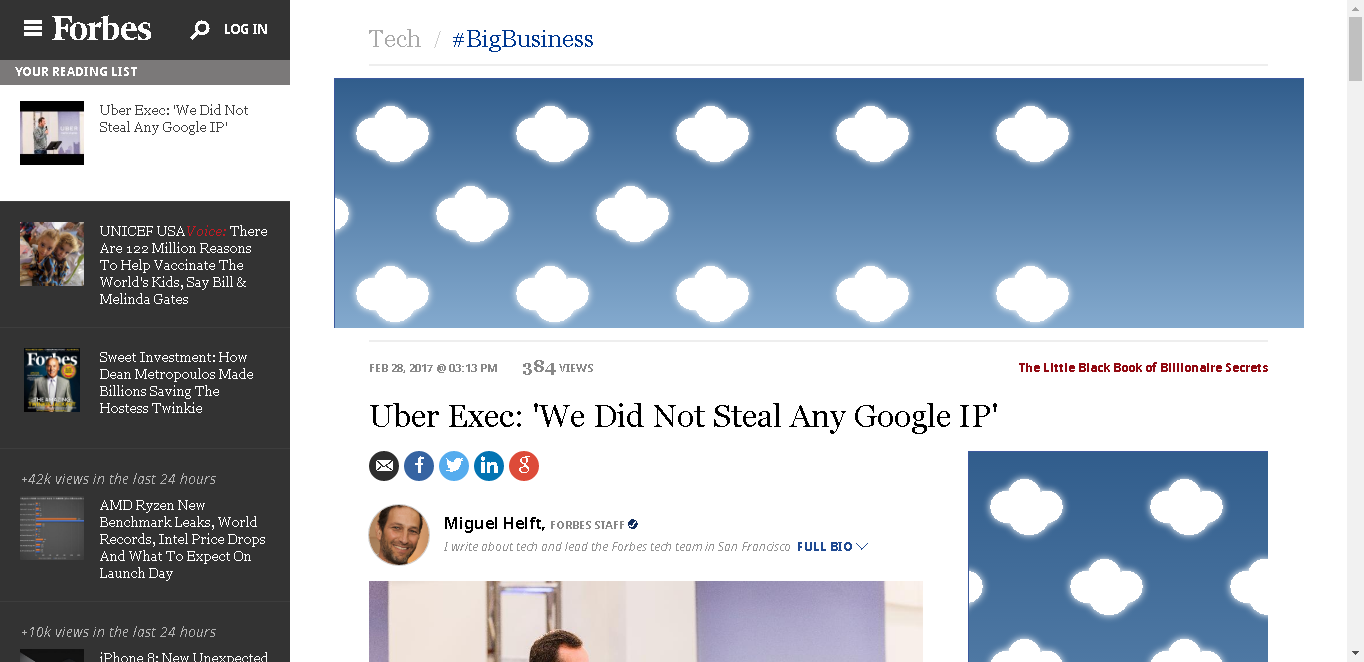 Forbes
LOG IN
YOUR READING LIST
Uber Exec: 'We Did Not
Steal Any Google IP'
UNICEF USAVoice: There
Are 122 Million Reasons
To Help Vaccinate The
World's Kids, Say Bill &
Melinda Gates
Forbes
Sweet Investment: How
Dean Metropoulos Made
Billions Saving The
Hostess Twinkie
+42k views in the last 24 hours
AMD Ryzen New
Benchmark Leaks, World
Records, Intel Price Drops
And What To Expect On
Launch Day
+10k views in the last 24 hours
iPhone 8: New Unexpected
Tech / #BigBusiness
FEB 28, 2017 @ 03:13 PM 384 VIEWS
The Little Black Book of Billionaire Secrets
Uber Exec: 'We Did Not Steal Any Google IP'
Miguel Helft, FORBES STAFF
I write about tech and lead the Forbes tech team in San Francisco FULL BIO